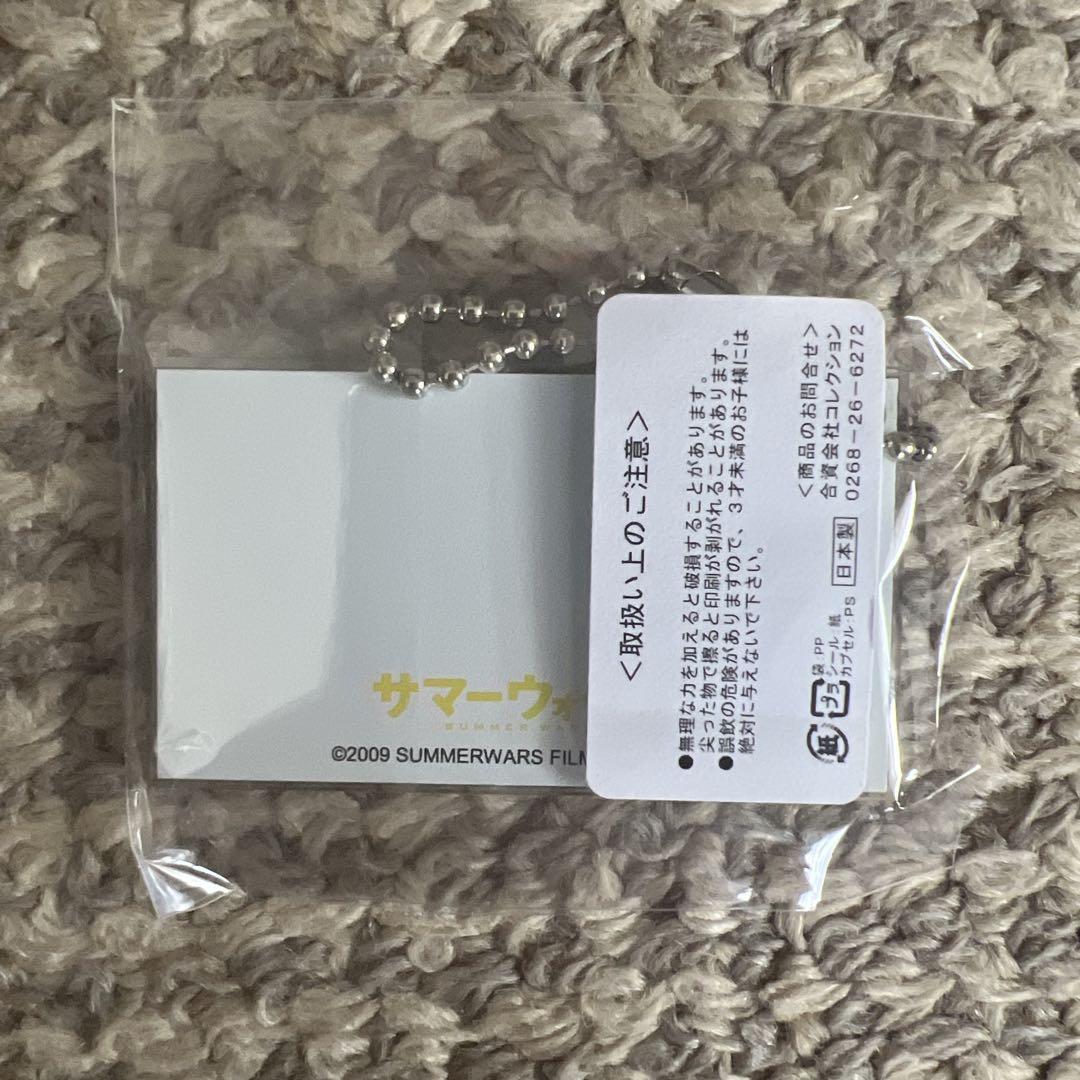 サマーウォ
SUMMER WA
©2009 SUMMERWARS FILM
＜取扱い上のご注意＞
●無理な力を加えると破損することがあります。
尖った物で擦ると印刷が剥がれることがあります。
●誤飲の危険がありますので、３才未満のお子様には
絶対に与えないで下さい。
＜商品のお問合せ＞
合資会社コレクション
0268-26-6272
紙
プラ
袋:PP
シール:紙
カプセル:PS
日本製